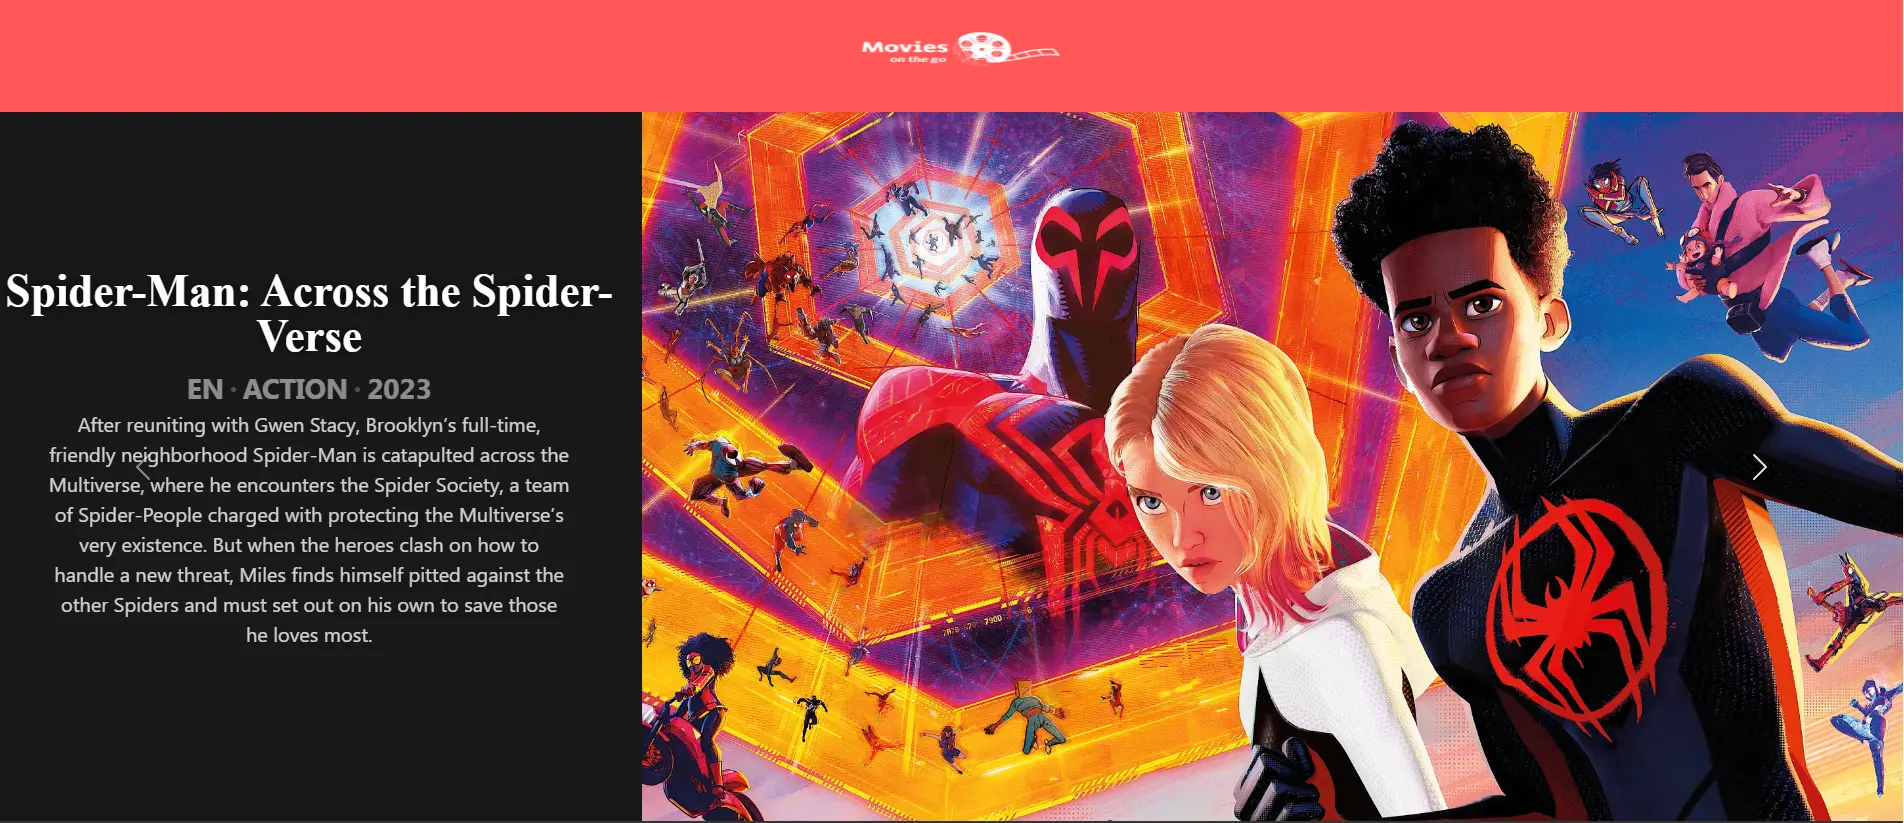 Movies
on the go
Spider-Man: Across the Spider-
Verse
EN · ACTION · 2023
After reuniting with Gwen Stacy, Brooklyn’s full-time,
friendly neighborhood Spider-Man is catapulted across the
Multiverse, where he encounters the Spider Society, a team
of Spider-People charged with protecting the Multiverse’s
very existence. But when the heroes clash on how to
handle a new threat, Miles finds himself pitted against the
other Spiders and must set out on his own to save those
he loves most.